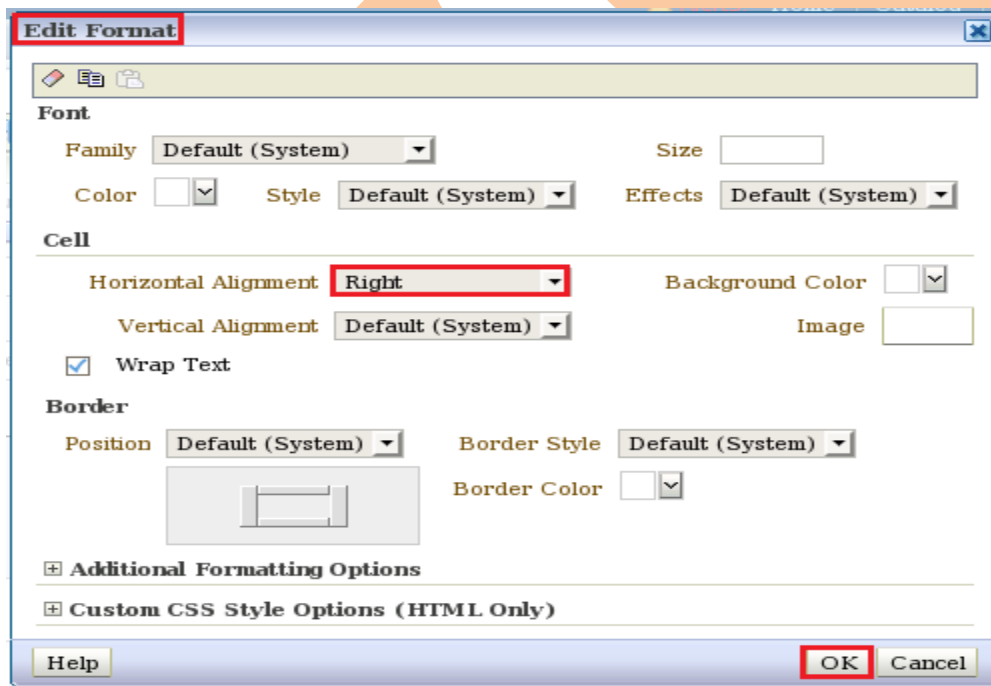 Edit Format
Font
Family Default (System) Size
Color Style Default (System) Effects Default (System)
Cell
Horizontal Alignment Right Background Color
Vertical Alignment Default (System) Image
Wrap Text
Border
Position Default (System) Border Style Default (System)
Border Color
Additional Formatting Options
Custom CSS Style Options (HTML Only)
Help OK Cancel